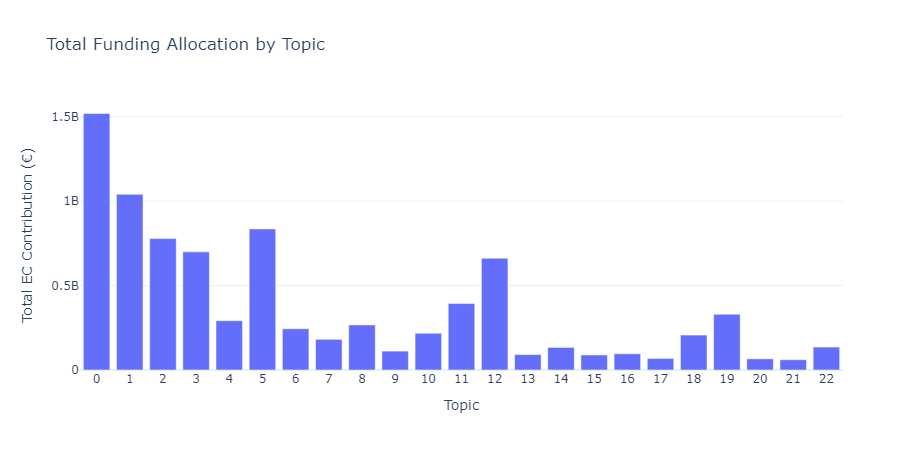 Total Funding Allocation by Topic
Total EC Contribution (€)
1.5B
1B
0.5B
0
0 1 2 3 4 5 6 7 8 9 10 11 12 13 14 15 16 17 18 19 20 21 22
Topic